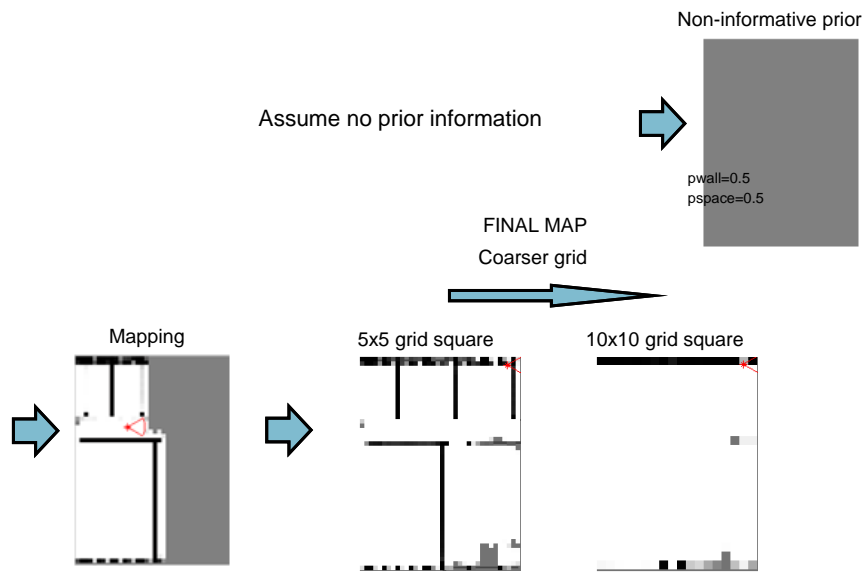 Non-informative prior
Assume no prior information
pwall=0.5
pspace=0.5
FINAL MAP
Coarser grid
Mapping
5x5 grid square
10x10 grid square